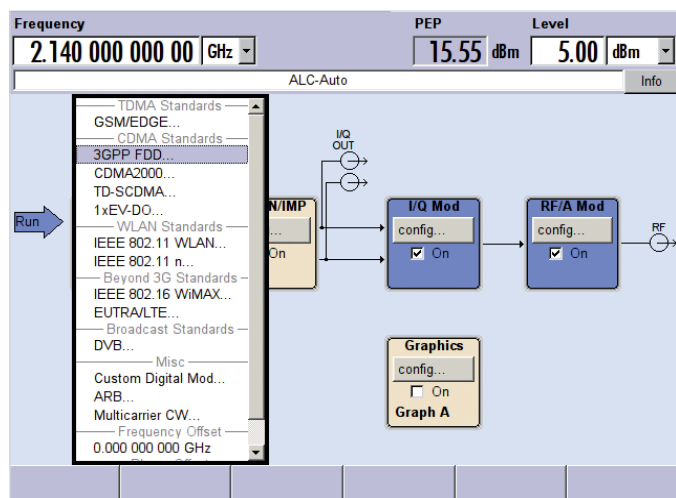 Frequency PEP Level
2.140 000 000 00 GHz 15.55 dBm 5.00 dBm
ALC-Auto Info
TDMA Standards
GSM/EDGE...
CDMA Standards
3GPP FDD...
CDMA2000...
TD-SCDMA...
1xEV-DO...
WLAN Standards
IEEE 802.11 WLAN...
IEEE 802.11 n...
Beyond 3G Standards
IEEE 802.16 WiMAX...
EUTRA/LTE...
Broadcast Standards
DVB...
Misc
Custom Digital Mod...
ARB...
Multicarrier CW...
Frequency Offset
0.000 000 000 GHz
Run
N/IMP
...
On
I/Q
OUT
I/Q Mod
config...
On
RF/A Mod
config...
On
RF
Graphics
config...
On
Graph A